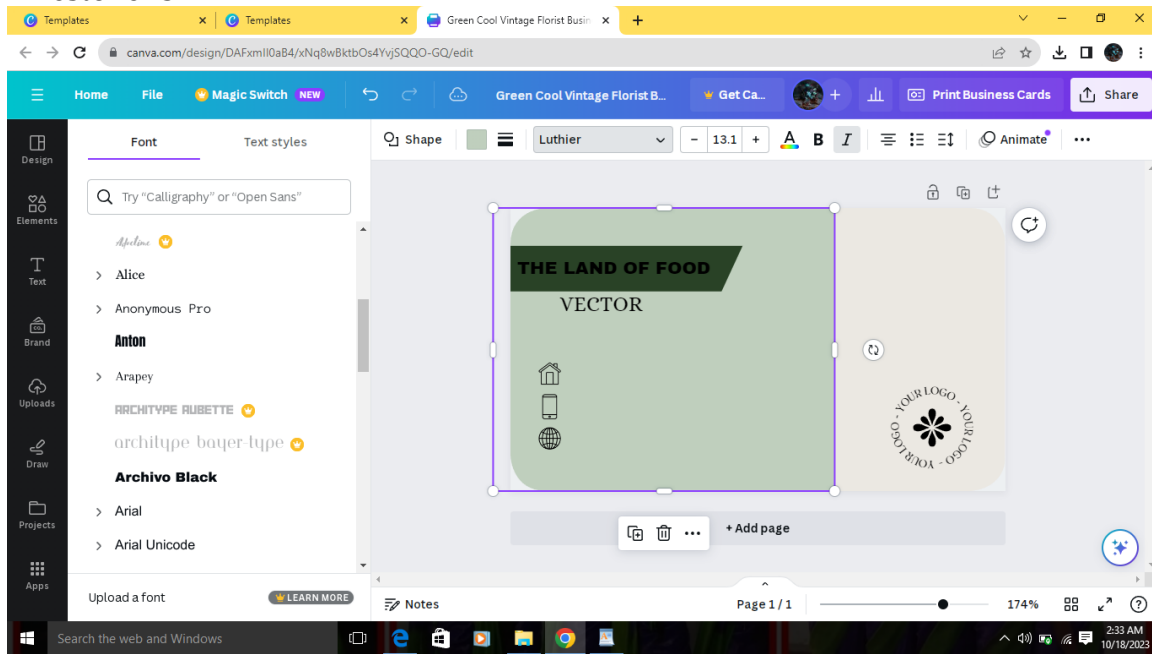 Templates
Templates
Green Cool Vintage Florist Busin
canva.com/design/DAFxmII0aB4/xNq8wBktbOs4YvjSQQO-GQ/edit
Home File Magic Switch NEW Green Cool Vintage Florist B... Get Ca... Print Business Cards Share
Design
Elements
Text
Brand
CO.
Uploads
Draw
Projects
Apps
Font Text styles
Try “Calligraphy” or “Open Sans”
Alice
Anonymous Pro
Anton
Arapey
ARCHITYPE AUBETTE
architype bayer-type
Archivo Black
Arial
Arial Unicode
Upload a font LEARN MORE
Shape Luthier - 13.1 + A B I Animate
THE LAND OF FOOD
VECTOR
YOUR LOGO - YOUR LOGO - YOUR LOGO -
+ Add page
Notes Page 1 / 1 174%
Search the web and Windows
2:33 AM
10/18/2023